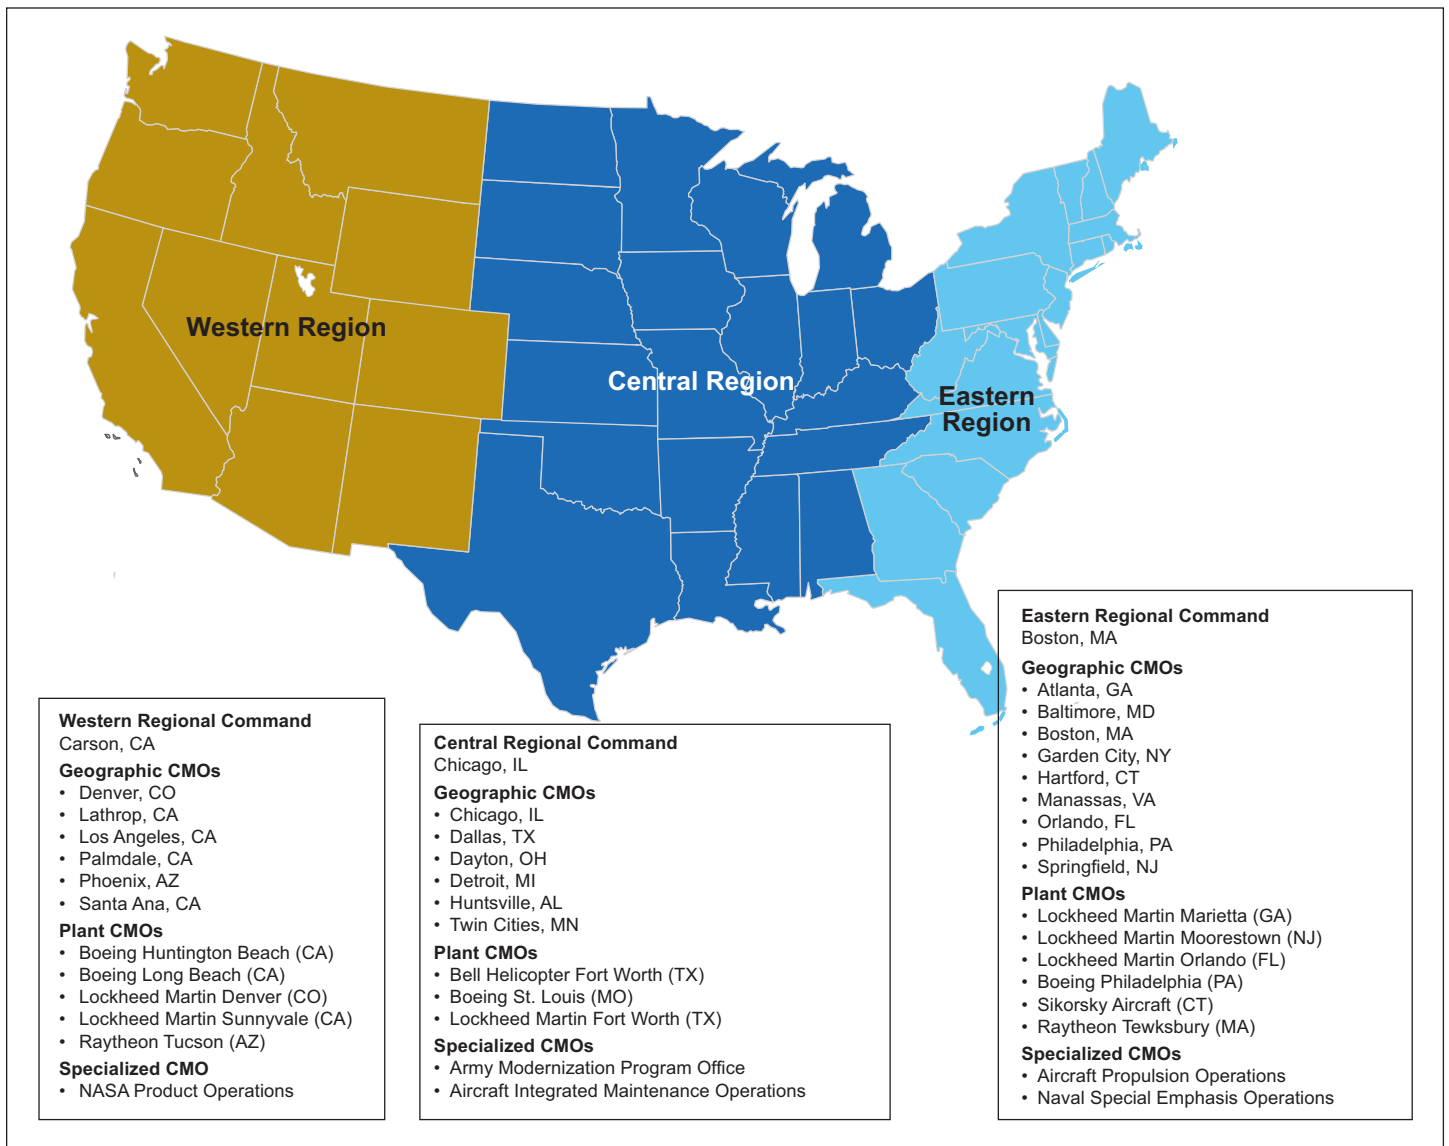 Western Region
Central Region
Eastern
Region
Western Regional Command
Carson, CA
Geographic CMOs
• Denver, CO
• Lathrop, CA
• Los Angeles, CA
• Palmdale, CA
• Phoenix, AZ
• Santa Ana, CA
Plant CMOs
• Boeing Huntington Beach (CA)
• Boeing Long Beach (CA)
• Lockheed Martin Denver (CO)
• Lockheed Martin Sunnyvale (CA)
• Raytheon Tucson (AZ)
Specialized CMO
• NASA Product Operations
Central Regional Command
Chicago, IL
Geographic CMOs
• Chicago, IL
• Dallas, TX
• Dayton, OH
• Detroit, MI
• Huntsville, AL
• Twin Cities, MN
Plant CMOs
• Bell Helicopter Fort Worth (TX)
• Boeing St. Louis (MO)
• Lockheed Martin Fort Worth (TX)
Specialized CMOs
• Army Modernization Program Office
• Aircraft Integrated Maintenance Operations
Eastern Regional Command
Boston, MA
Geographic CMOs
• Atlanta, GA
• Baltimore, MD
• Boston, MA
• Garden City, NY
• Hartford, CT
• Manassas, VA
• Orlando, FL
• Philadelphia, PA
• Springfield, NJ
Plant CMOs
• Lockheed Martin Marietta (GA)
• Lockheed Martin Moorestown (NJ)
• Lockheed Martin Orlando (FL)
• Boeing Philadelphia (PA)
• Sikorsky Aircraft (CT)
• Raytheon Tewksbury (MA)
Specialized CMOs
• Aircraft Propulsion Operations
• Naval Special Emphasis Operations